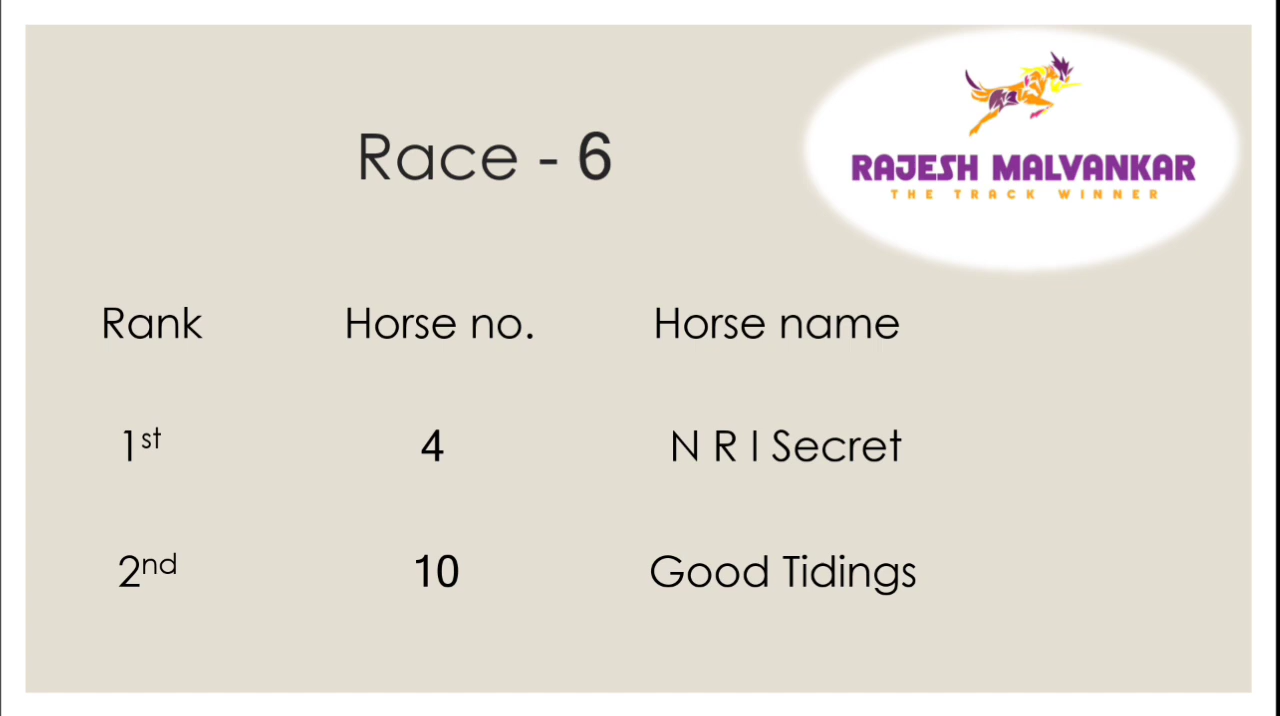 Race - 6
RAJESH MALVANKAR
THE TRACK WINNER
Rank Horse no. Horse name
1st 4 N R I Secret
2nd 10 Good Tidings